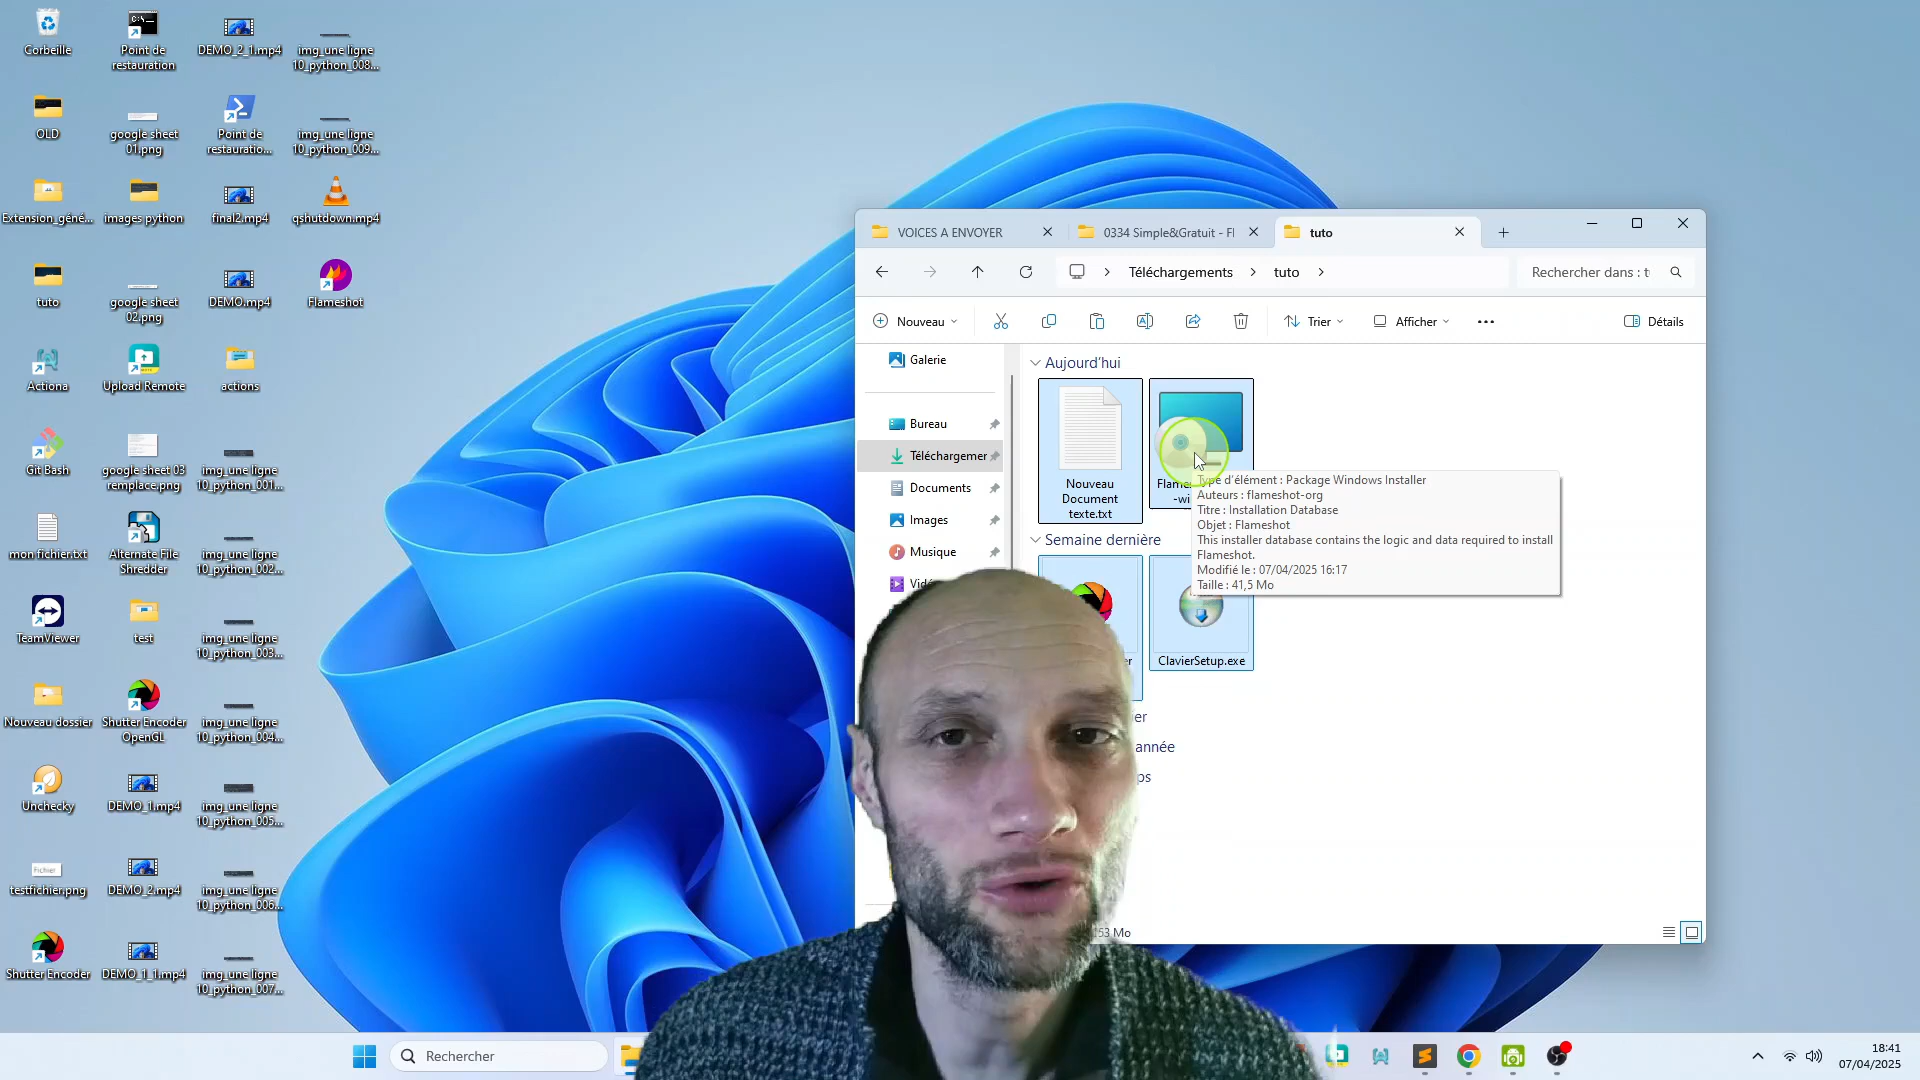 Corbeille
Point de
restauration
DEMO_2_1.mp4
img_une ligne
10_python_008...
OLD
google sheet
01.png
Point de
restauratio...
img_une ligne
10_python_009...
Extension_géné...
images python
final2.mp4
qshutdown.mp4
tuto
google sheet
02.png
DEMO.mp4
Flameshot
Actiona
Upload Remote
actions
Git Bash
google sheet 03
remplace.png
img_une ligne
10_python_001...
mon fichier.txt
Alternate File
Shredder
img_une ligne
10_python_002...
TeamViewer
test
img_une ligne
10_python_003...
Nouveau dossier
Shutter Encoder
OpenGL
img_une ligne
10_python_004...
Unchecky
DEMO_1.mp4
img_une ligne
10_python_005...
Fichier
testfichier.png
DEMO_2.mp4
img_une ligne
10_python_006...
Shutter Encoder
DEMO_1_1.mp4
img_une ligne
10_python_007...
VOICES A ENVOYER
0334 Simple&Gratuit - Fl
tuto
Téléchargements
tuto
Rechercher dans : t
Nouveau
Trier
Afficher
Détails
Galerie
Bureau
Téléchargemer
Documents
Images
Musique
Aujourd'hui
Nouveau
Document
texte.txt
Type d'élément : Package Windows Installer
Auteurs : flameshot-org
Titre : Installation Database
Objet : Flameshot
This installer database contains the logic and data required to install
Flameshot.
Modifié le : 07/04/2025 16:17
Taille : 41,5 Mo
Semaine dernière
ClavierSetup.exe
année
53 Mo
Rechercher
18:41
07/04/2025